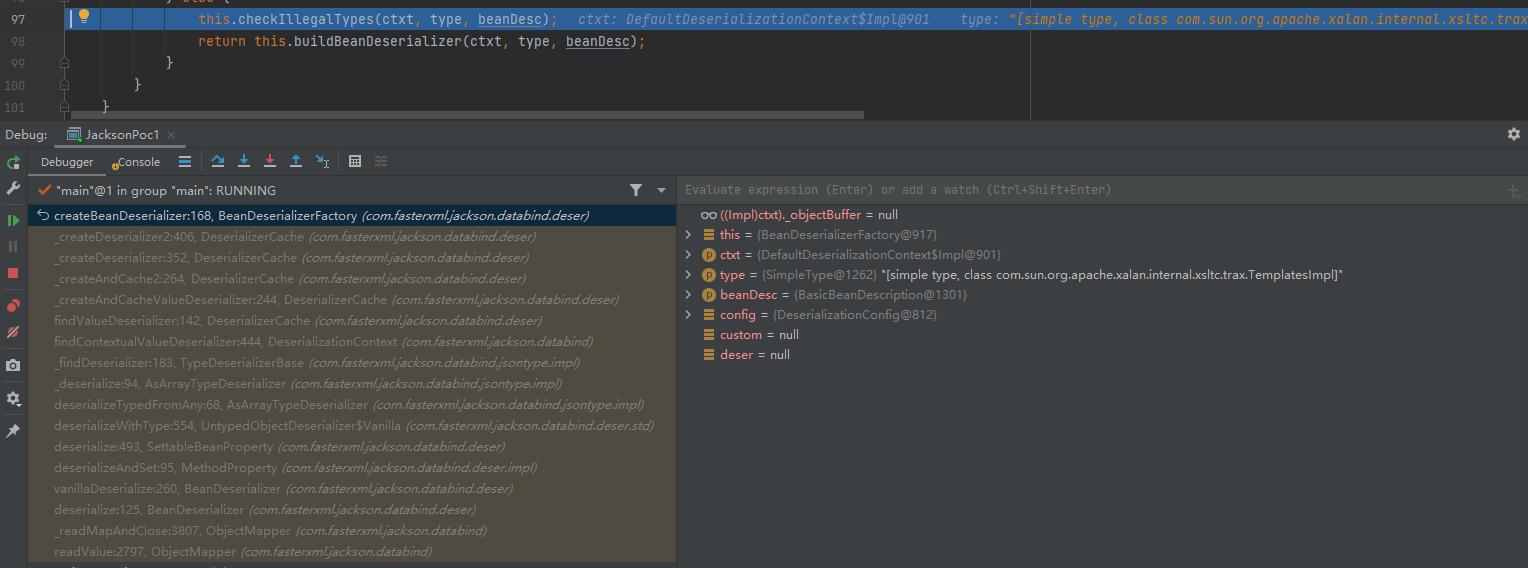 } else {
97 this.checkIllegalTypes(ctxt, type, beanDesc); ctxt: DefaultDeserializationContext$Impl@901 type: "[simple type, class com.sun.org.apache.xalan.internal.xsltc.trax
98 return this.buildBeanDeserializer(ctxt, type, beanDesc);
99 }
100 }
101 }
Debug: JacksonPoc1
Debugger Console
"main"@1 in group "main": RUNNING
Evaluate expression (Enter) or add a watch (Ctrl+Shift+Enter)
createBeanDeserializer:168, BeanDeserializerFactory (com.fasterxml.jackson.databind.deser)
_createDeserializer2:406, DeserializerCache (com.fasterxml.jackson.databind.deser)
_createDeserializer:352, DeserializerCache (com.fasterxml.jackson.databind.deser)
_createAndCache2:264, DeserializerCache (com.fasterxml.jackson.databind.deser)
_createAndCacheValueDeserializer:244, DeserializerCache (com.fasterxml.jackson.databind.deser)
findValueDeserializer:142, DeserializerCache (com.fasterxml.jackson.databind.deser)
findContextualValueDeserializer:444, DeserializationContext (com.fasterxml.jackson.databind)
_findDeserializer:183, TypeDeserializerBase (com.fasterxml.jackson.databind.jsontype.impl)
_deserialize:94, AsArrayTypeDeserializer (com.fasterxml.jackson.databind.jsontype.impl)
deserializeTypedFromAny:68, AsArrayTypeDeserializer (com.fasterxml.jackson.databind.jsontype.impl)
deserializeWithType:554, UntypedObjectDeserializer$Vanilla (com.fasterxml.jackson.databind.deser.std)
deserialize:493, SettableBeanProperty (com.fasterxml.jackson.databind.deser)
deserializeAndSet:95, MethodProperty (com.fasterxml.jackson.databind.deser.impl)
vanillaDeserialize:260, BeanDeserializer (com.fasterxml.jackson.databind.deser)
deserialize:125, BeanDeserializer (com.fasterxml.jackson.databind.deser)
_readMapAndClose:3807, ObjectMapper (com.fasterxml.jackson.databind)
readValue:2797, ObjectMapper (com.fasterxml.jackson.databind)
((Impl)ctxt)._objectBuffer = null
this = {BeanDeserializerFactory@917}
ctxt = {DefaultDeserializationContext$Impl@901}
type = {SimpleType@1262} "[simple type, class com.sun.org.apache.xalan.internal.xsltc.trax.TemplatesImpl]"
beanDesc = {BasicBeanDescription@1301}
config = {DeserializationConfig@812}
custom = null
deser = null